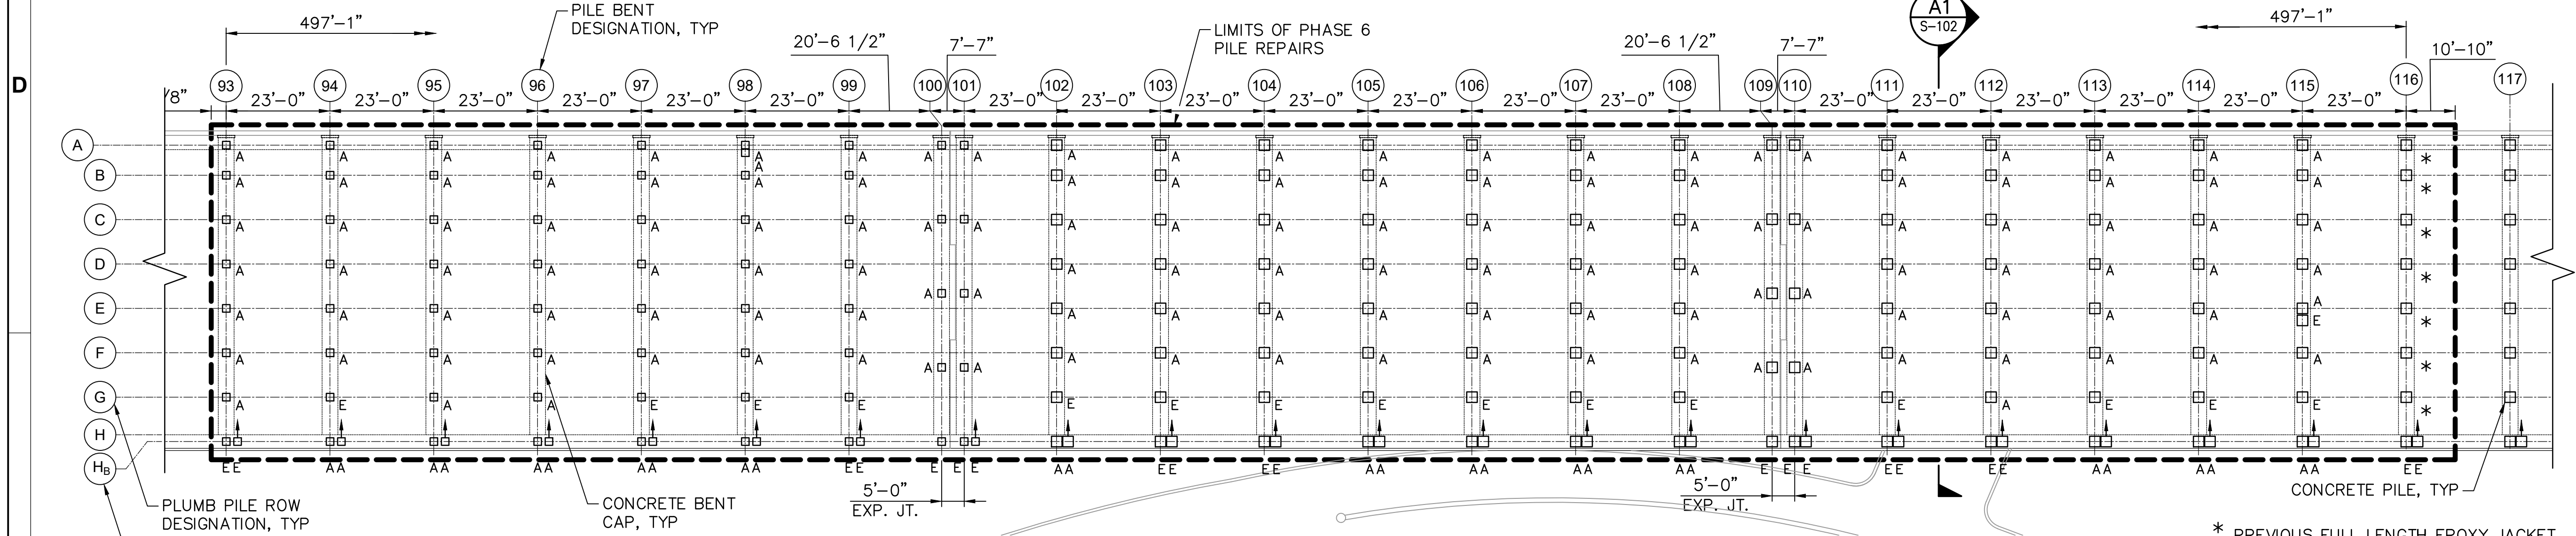 A1
S-102
497'-1"
PILE BENT
DESIGNATION, TYP
LIMITS OF PHASE 6
PILE REPAIRS
497'-1"
20'-6 1/2"
7'-7"
20'-6 1/2"
7'-7"
10'-10"
D
93 94 95 96 97 98 99 100 101 102 103 104 105 106 107 108 109 110 111 112 113 114 115 116 117
/8" 23'-0" 23'-0" 23'-0" 23'-0" 23'-0" 23'-0" 23'-0" 23'-0" 23'-0" 23'-0" 23'-0" 23'-0" 23'-0" 23'-0" 23'-0" 23'-0" 23'-0" 23'-0"
A
A A A A A A A A A A A A A A A A A A A A A A A *
A
B
A A A A A A A A A A A A A A A A A A A *
A
C
A A A A A A A A A A A A A A A A A A A A A A A *
D
A A A A A A A A A A A A A A A A A A A *
A A A A
E
A A A A A A A A A A A A A A A A A A A *
E
F
A A A A A A A A A A A A A A A A A A A *
A A A A
G
A E A A E E E E E E E E E E E A E E E *
H
HB
EE AA AA AA AA AA EE E E E AA EE EE AA AA AA AA E E E EE EE AA AA AA EE
5'-0"
EXP. JT.
5'-0"
EXP. JT.
PLUMB PILE ROW
DESIGNATION, TYP
CONCRETE BENT
CAP, TYP
CONCRETE PILE, TYP
* PREVIOUS FULL LENGTH EPOXY JACKET